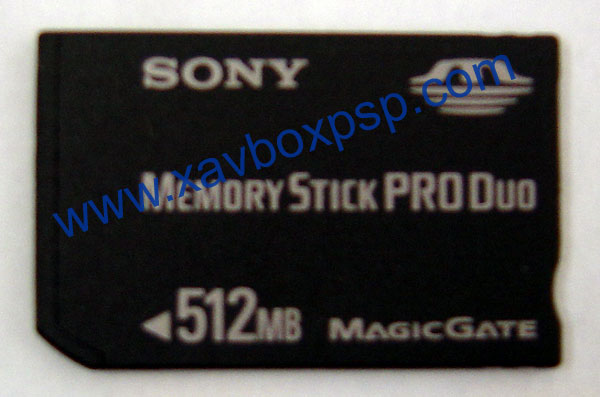 SONY
www.xavboxpsp.com
MEMORY STICK PRO DUO
512MB MAGICGATE